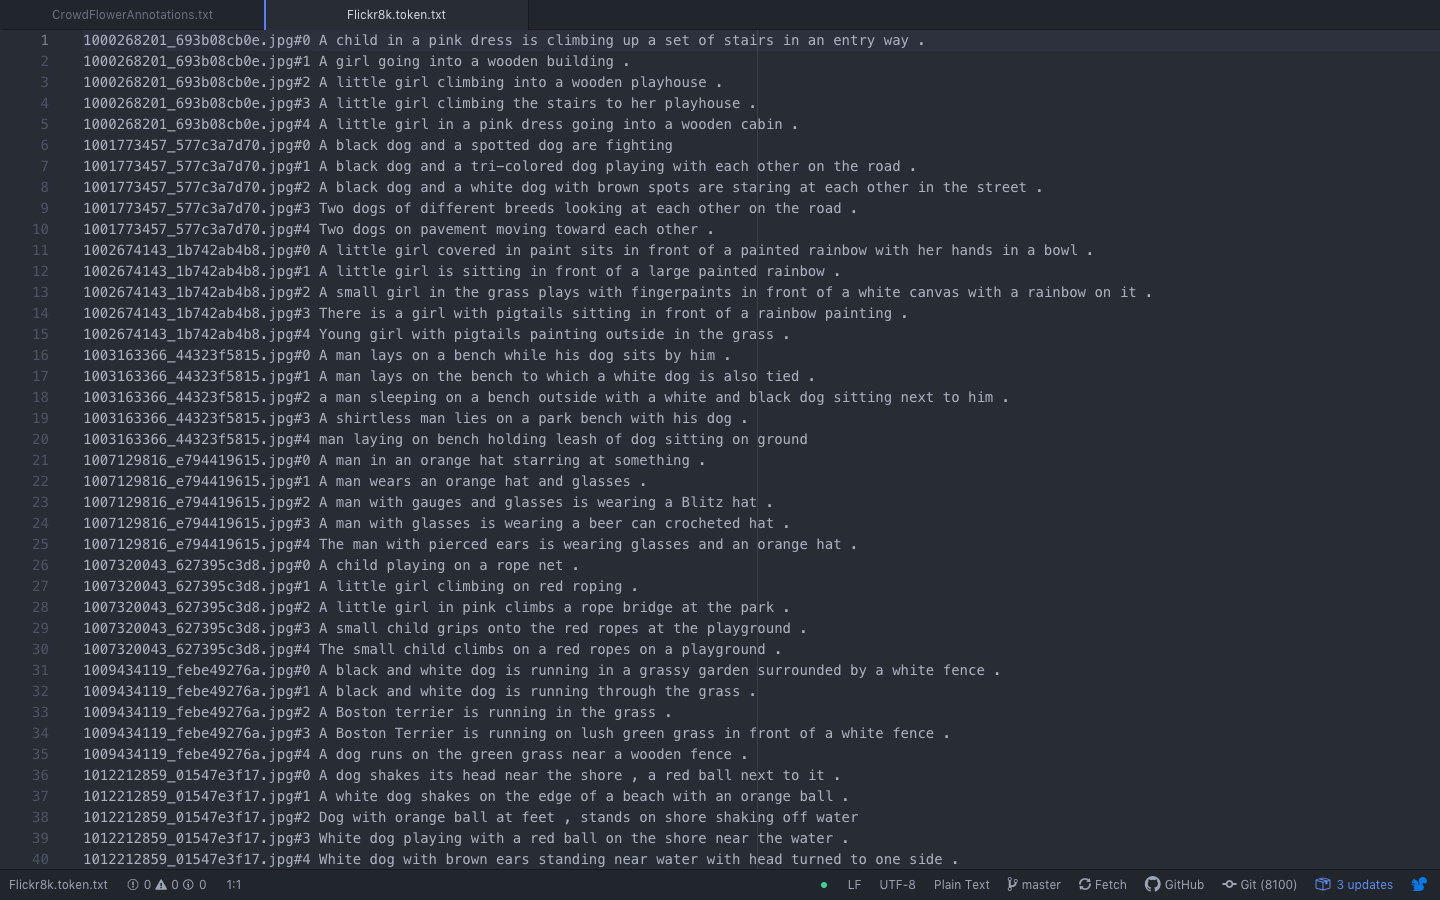 CrowdFlowerAnnotations.txt Flickr8k.token.txt
1 1000268201_693b08cb0e.jpg#0 A child in a pink dress is climbing up a set of stairs in an entry way .
2 1000268201_693b08cb0e.jpg#1 A girl going into a wooden building .
3 1000268201_693b08cb0e.jpg#2 A little girl climbing into a wooden playhouse .
4 1000268201_693b08cb0e.jpg#3 A little girl climbing the stairs to her playhouse .
5 1000268201_693b08cb0e.jpg#4 A little girl in a pink dress going into a wooden cabin .
6 1001773457_577c3a7d70.jpg#0 A black dog and a spotted dog are fighting
7 1001773457_577c3a7d70.jpg#1 A black dog and a tri-colored dog playing with each other on the road .
8 1001773457_577c3a7d70.jpg#2 A black dog and a white dog with brown spots are staring at each other in the street .
9 1001773457_577c3a7d70.jpg#3 Two dogs of different breeds looking at each other on the road .
10 1001773457_577c3a7d70.jpg#4 Two dogs on pavement moving toward each other .
11 1002674143_1b742ab4b8.jpg#0 A little girl covered in paint sits in front of a painted rainbow with her hands in a bowl .
12 1002674143_1b742ab4b8.jpg#1 A little girl is sitting in front of a large painted rainbow .
13 1002674143_1b742ab4b8.jpg#2 A small girl in the grass plays with fingerpaints in front of a white canvas with a rainbow on it .
14 1002674143_1b742ab4b8.jpg#3 There is a girl with pigtails sitting in front of a rainbow painting .
15 1002674143_1b742ab4b8.jpg#4 Young girl with pigtails painting outside in the grass .
16 1003163366_44323f5815.jpg#0 A man lays on a bench while his dog sits by him .
17 1003163366_44323f5815.jpg#1 A man lays on the bench to which a white dog is also tied .
18 1003163366_44323f5815.jpg#2 a man sleeping on a bench outside with a white and black dog sitting next to him .
19 1003163366_44323f5815.jpg#3 A shirtless man lies on a park bench with his dog .
20 1003163366_44323f5815.jpg#4 man laying on bench holding leash of dog sitting on ground
21 1007129816_e794419615.jpg#0 A man in an orange hat starring at something .
22 1007129816_e794419615.jpg#1 A man wears an orange hat and glasses .
23 1007129816_e794419615.jpg#2 A man with gauges and glasses is wearing a Blitz hat .
24 1007129816_e794419615.jpg#3 A man with glasses is wearing a beer can crocheted hat .
25 1007129816_e794419615.jpg#4 The man with pierced ears is wearing glasses and an orange hat .
26 1007320043_627395c3d8.jpg#0 A child playing on a rope net .
27 1007320043_627395c3d8.jpg#1 A little girl climbing on red roping .
28 1007320043_627395c3d8.jpg#2 A little girl in pink climbs a rope bridge at the park .
29 1007320043_627395c3d8.jpg#3 A small child grips onto the red ropes at the playground .
30 1007320043_627395c3d8.jpg#4 The small child climbs on a red ropes on a playground .
31 1009434119_febe49276a.jpg#0 A black and white dog is running in a grassy garden surrounded by a white fence .
32 1009434119_febe49276a.jpg#1 A black and white dog is running through the grass .
33 1009434119_febe49276a.jpg#2 A Boston terrier is running in the grass .
34 1009434119_febe49276a.jpg#3 A Boston Terrier is running on lush green grass in front of a white fence .
35 1009434119_febe49276a.jpg#4 A dog runs on the green grass near a wooden fence .
36 1012212859_01547e3f17.jpg#0 A dog shakes its head near the shore , a red ball next to it .
37 1012212859_01547e3f17.jpg#1 A white dog shakes on the edge of a beach with an orange ball .
38 1012212859_01547e3f17.jpg#2 Dog with orange ball at feet , stands on shore shaking off water
39 1012212859_01547e3f17.jpg#3 White dog playing with a red ball on the shore near the water .
40 1012212859_01547e3f17.jpg#4 White dog with brown ears standing near water with head turned to one side .
Flickr8k.token.txt 0 0 0 1:1 LF UTF-8 Plain Text master Fetch GitHub Git (8100) 3 updates